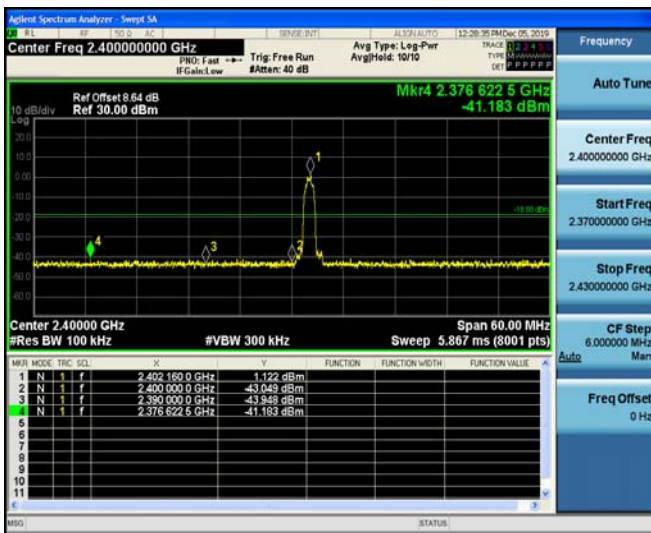 Agilent Spectrum Analyzer - Swept SA
RL RF 50 Ω AC SENSE:INT ALIGN AUTO 12:28:35 PM Dec 05, 2019
Center Freq 2.400000000 GHz
PNO: Fast Trig: Free Run Avg Type: Log-Pwr TRACE 1 2 3 4 5 6
IFGain:Low #Atten: 40 dB Avg|Hold: 10/10 TYPE
DET P P P P P P
Mkr4 2.376 622 5 GHz
-41.183 dBm
Ref Offset 8.64 dB
10 dB/div Ref 30.00 dBm
Log
20.0
10.0
0.00
-10.0
-20.0
-30.0
-40.0
-50.0
-60.0
1
2
3
4
Center 2.40000 GHz Span 60.00 MHz
#Res BW 100 kHz #VBW 300 kHz Sweep 5.867 ms (8001 pts)
MKR MODE TRC SCL X Y FUNCTION FUNCTION WIDTH FUNCTION VALUE
1 N 1 f 2.402 160 0 GHz 1.122 dBm
2 N 1 f 2.400 000 0 GHz -43.049 dBm
3 N 1 f 2.390 000 0 GHz -43.948 dBm
4 N 1 f 2.376 622 5 GHz -41.183 dBm
5
6
7
8
9
10
11
MSG STATUS
Frequency
Auto Tune
Center Freq
2.400000000 GHz
Start Freq
2.370000000 GHz
Stop Freq
2.430000000 GHz
CF Step
6.000000 MHz
Auto Man
Freq Offset
0 Hz